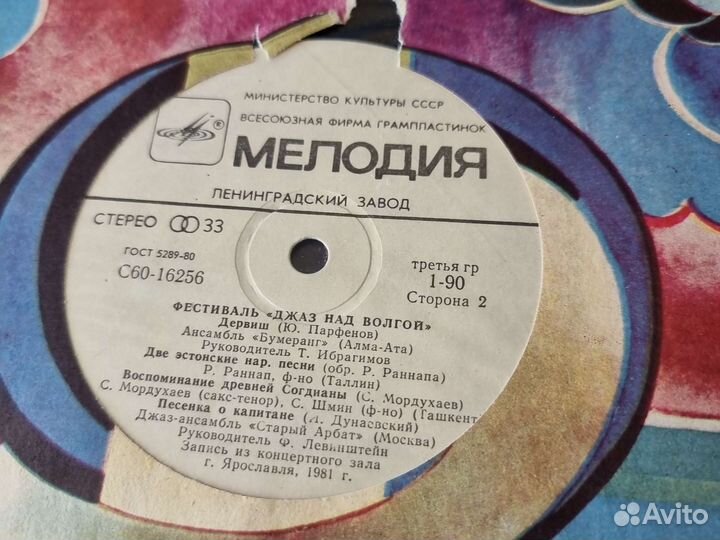 МИНИСТЕРСТВО КУЛЬТУРЫ СССР
ВСЕСОЮЗНАЯ ФИРМА ГРАМПЛАСТИНОК
МЕЛОДИЯ
ЛЕНИНГРАДСКИЙ ЗАВОД
СТЕРЕО 33
ГОСТ 5289-80
С60-16256
третья гр
1-90
Сторона 2
ФЕСТИВАЛЬ «ДЖАЗ НАД ВОЛГОЙ»
Дервиш (Ю. Парфенов)
Ансамбль «Бумеранг» (Алма-Ата)
Руководитель Т. Ибрагимов
Две эстонские нар. песни (обр. Р. Раннапа)
Р. Раннап, ф-но (Таллин)
Воспоминание древней Согдианы (С. Мордухаев)
С. Мордухаев (сакс-тенор), С. Шмин (ф-но) (Ташкент)
Песенка о капитане (И. Дунаевский)
Джаз-ансамбль «Старый Арбат» (Москва)
Руководитель Ф. Левинштейн
Запись из концертного зала
г. Ярославля, 1981 г.
Avito